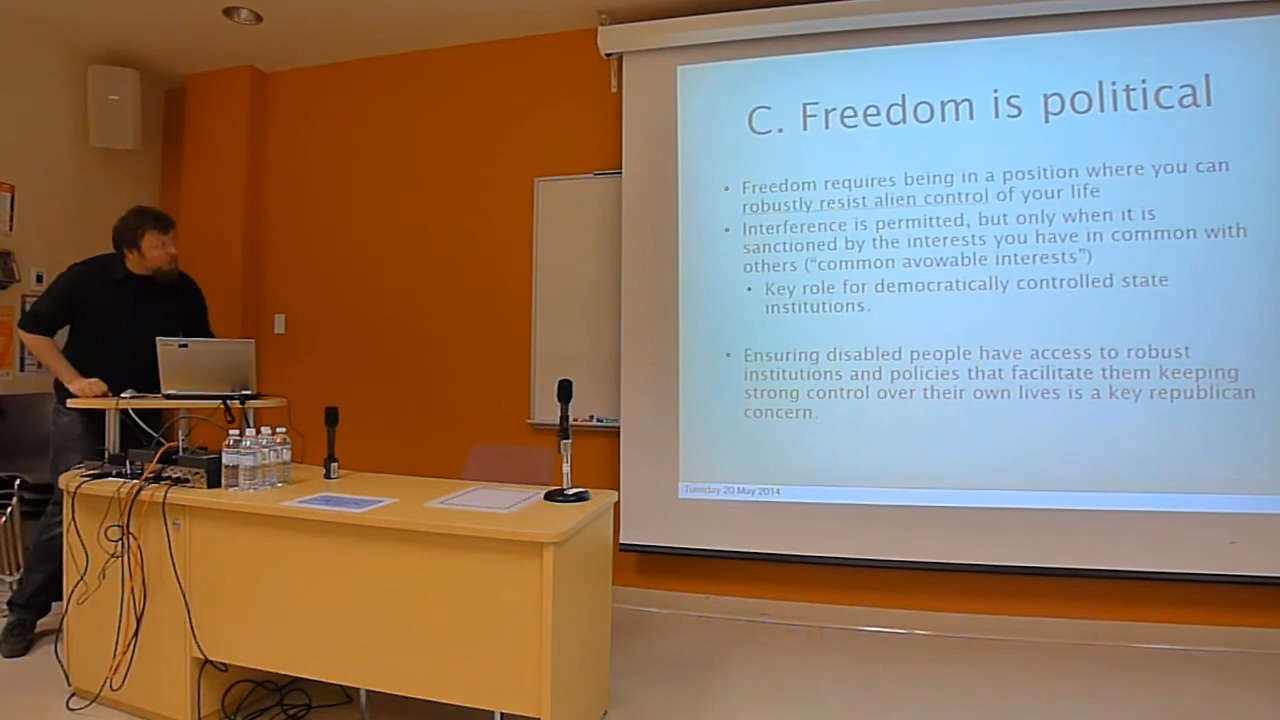 C. Freedom is political
• Freedom requires being in a position where you can
robustly resist alien control of your life
• Interference is permitted, but only when it is
sanctioned by the interests you have in common with
others (“common avowable interests”)
• Key role for democratically controlled state
institutions.
• Ensuring disabled people have access to robust
institutions and policies that facilitate them keeping
strong control over their own lives is a key republican
concern.
Tuesday 20 May 2014